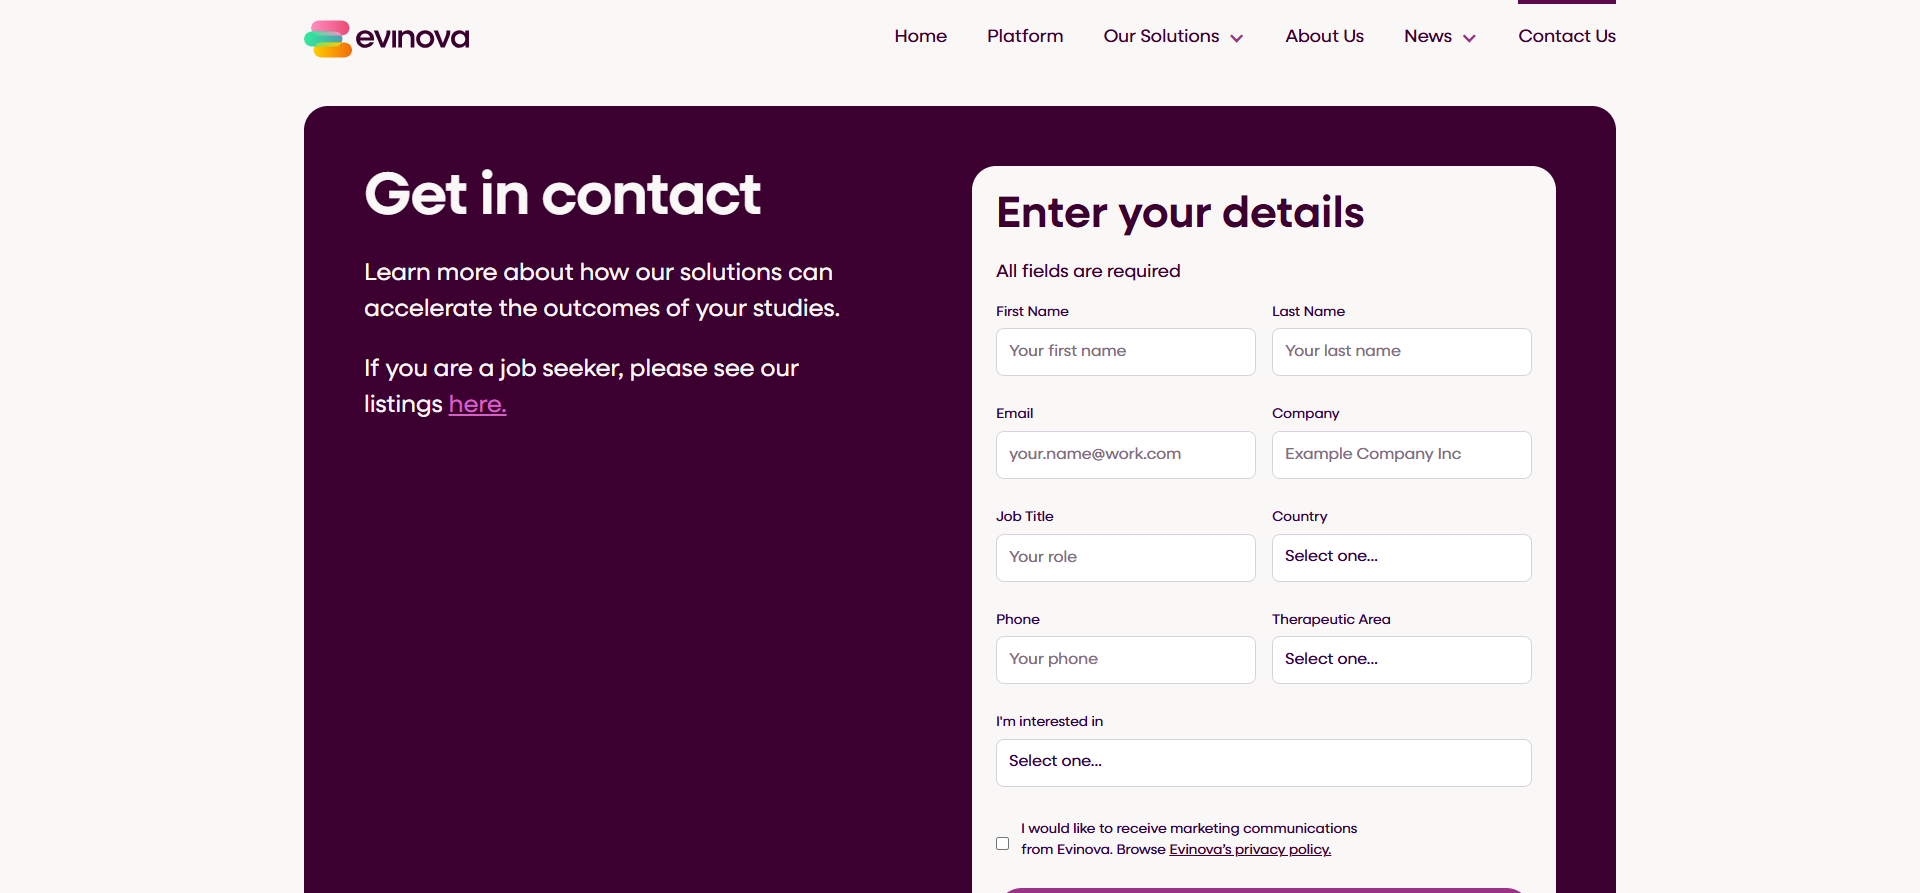 evinova
Home Platform Our Solutions About Us News Contact Us
Get in contact
Learn more about how our solutions can
accelerate the outcomes of your studies.
If you are a job seeker, please see our
listings here.
Enter your details
All fields are required
First Name Last Name
Your first name Your last name
Email Company
your.name@work.com Example Company Inc
Job Title Country
Your role Select one...
Phone Therapeutic Area
Your phone Select one...
I'm interested in
Select one...
I would like to receive marketing communications
from Evinova. Browse Evinova’s privacy policy.